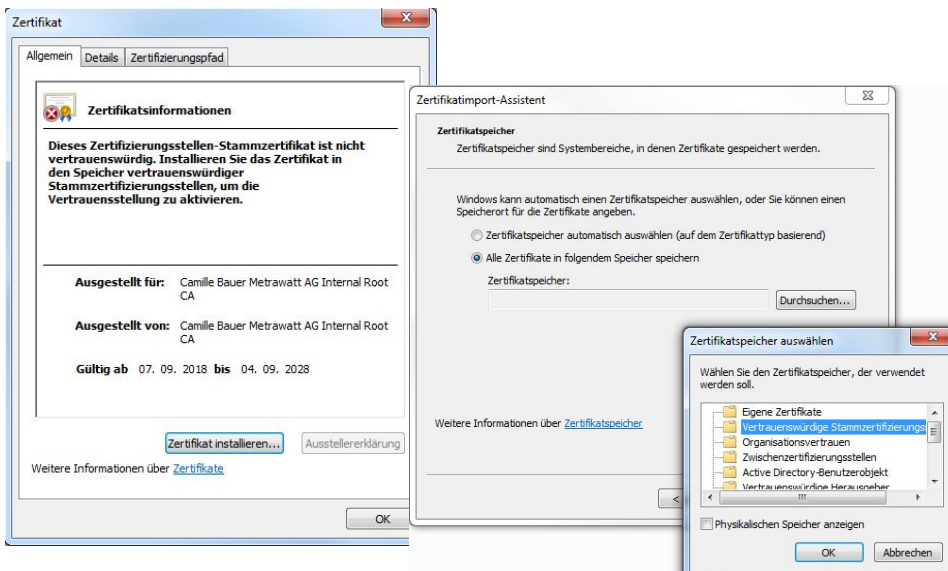 Zertifikat
Allgemein Details Zertifizierungspfad
Zertifikatsinformationen
Dieses Zertifizierungsstellen-Stammzertifikat ist nicht
vertrauenswürdig. Installieren Sie das Zertifikat in
den Speicher vertrauenswürdiger
Stammzertifizierungsstellen, um die
Vertrauensstellung zu aktivieren.
Ausgestellt für: Camille Bauer Metrawatt AG Internal Root
CA
Ausgestellt von: Camille Bauer Metrawatt AG Internal Root
CA
Gültig ab 07. 09. 2018 bis 04. 09. 2028
Zertifikat installieren... Ausstellererklärung
Weitere Informationen über Zertifikate
OK
Zertifikatimport-Assistent
Zertifikatspeicher
Zertifikatspeicher sind Systembereiche, in denen Zertifikate gespeichert werden.
Windows kann automatisch einen Zertifikatspeicher auswählen, oder Sie können einen
Speicherort für die Zertifikate angeben.
Zertifikatspeicher automatisch auswählen (auf dem Zertifikattyp basierend)
Alle Zertifikate in folgendem Speicher speichern
Zertifikatspeicher:
Durchsuchen...
Weitere Informationen über Zertifikatspeicher
<
Zertifikatspeicher auswählen
Wählen Sie den Zertifikatspeicher, der verwendet
werden soll.
Eigene Zertifikate
Vertrauenswürdige Stammzertifizierungs
Organisationsvertrauen
Zwischenzertifizierungsstellen
Active Directory-Benutzerobjekt
Vertrauenswürdige Herausgeber
Physikalischen Speicher anzeigen
OK Abbrechen